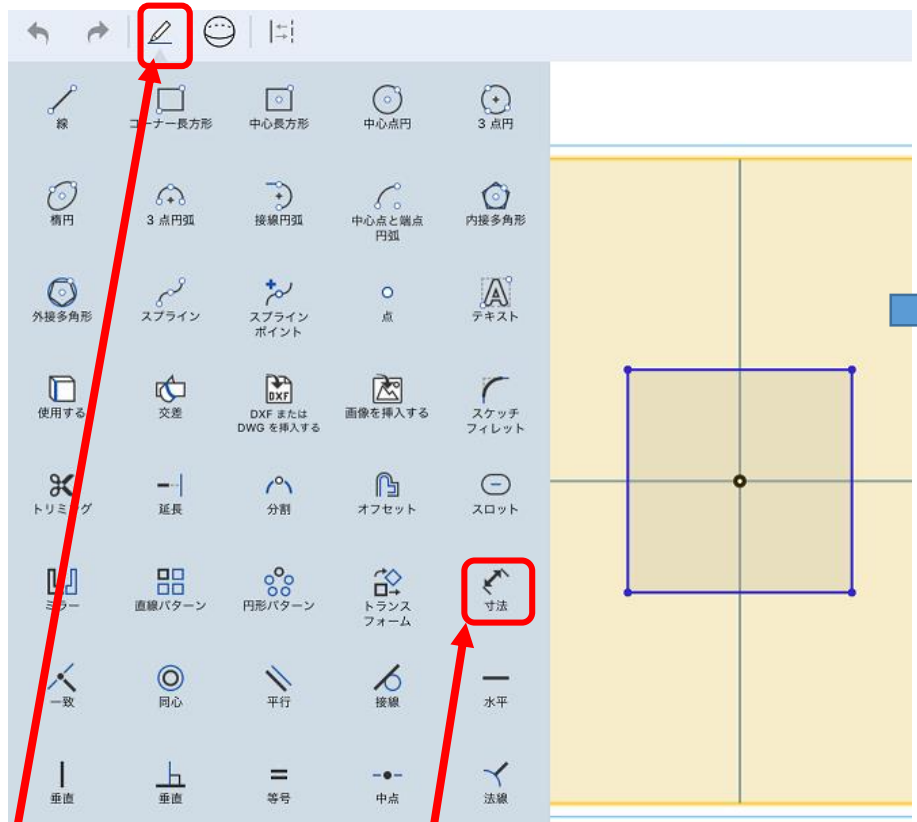 線
コーナー長方形
中心長方形
中心点円
3 点円
楕円
3 点円弧
接線円弧
中心点と端点
円弧
内接多角形
外接多角形
スプライン
スプライン
ポイント
点
A
テキスト
使用する
交差
DXF
DXF または
DWG を挿入する
画像を挿入する
スケッチ
フィレット
トリミング
延長
分割
オフセット
スロット
ミラー
直線パターン
円形パターン
トランス
フォーム
寸法
一致
同心
平行
接線
水平
垂直
垂直
等号
中点
法線